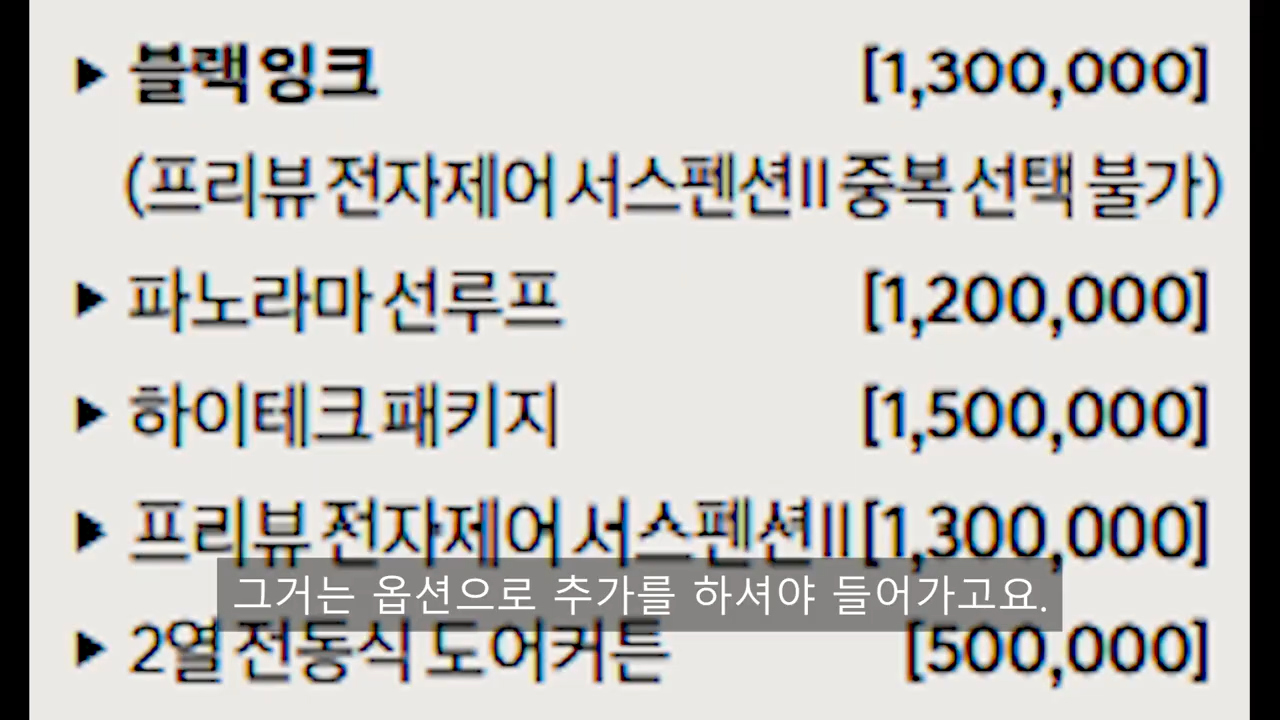 ▶ 블랙 잉크 [1,300,000]
(프리뷰 전자제어 서스펜션II 중복 선택 불가)
▶ 파노라마 선루프 [1,200,000]
▶ 하이테크 패키지 [1,500,000]
▶ 프리뷰 전자제어 서스펜션II [1,300,000]
그거는 옵션으로 추가를 하셔야 들어가고요.
▶ 2열 전동식 도어커튼 [500,000]